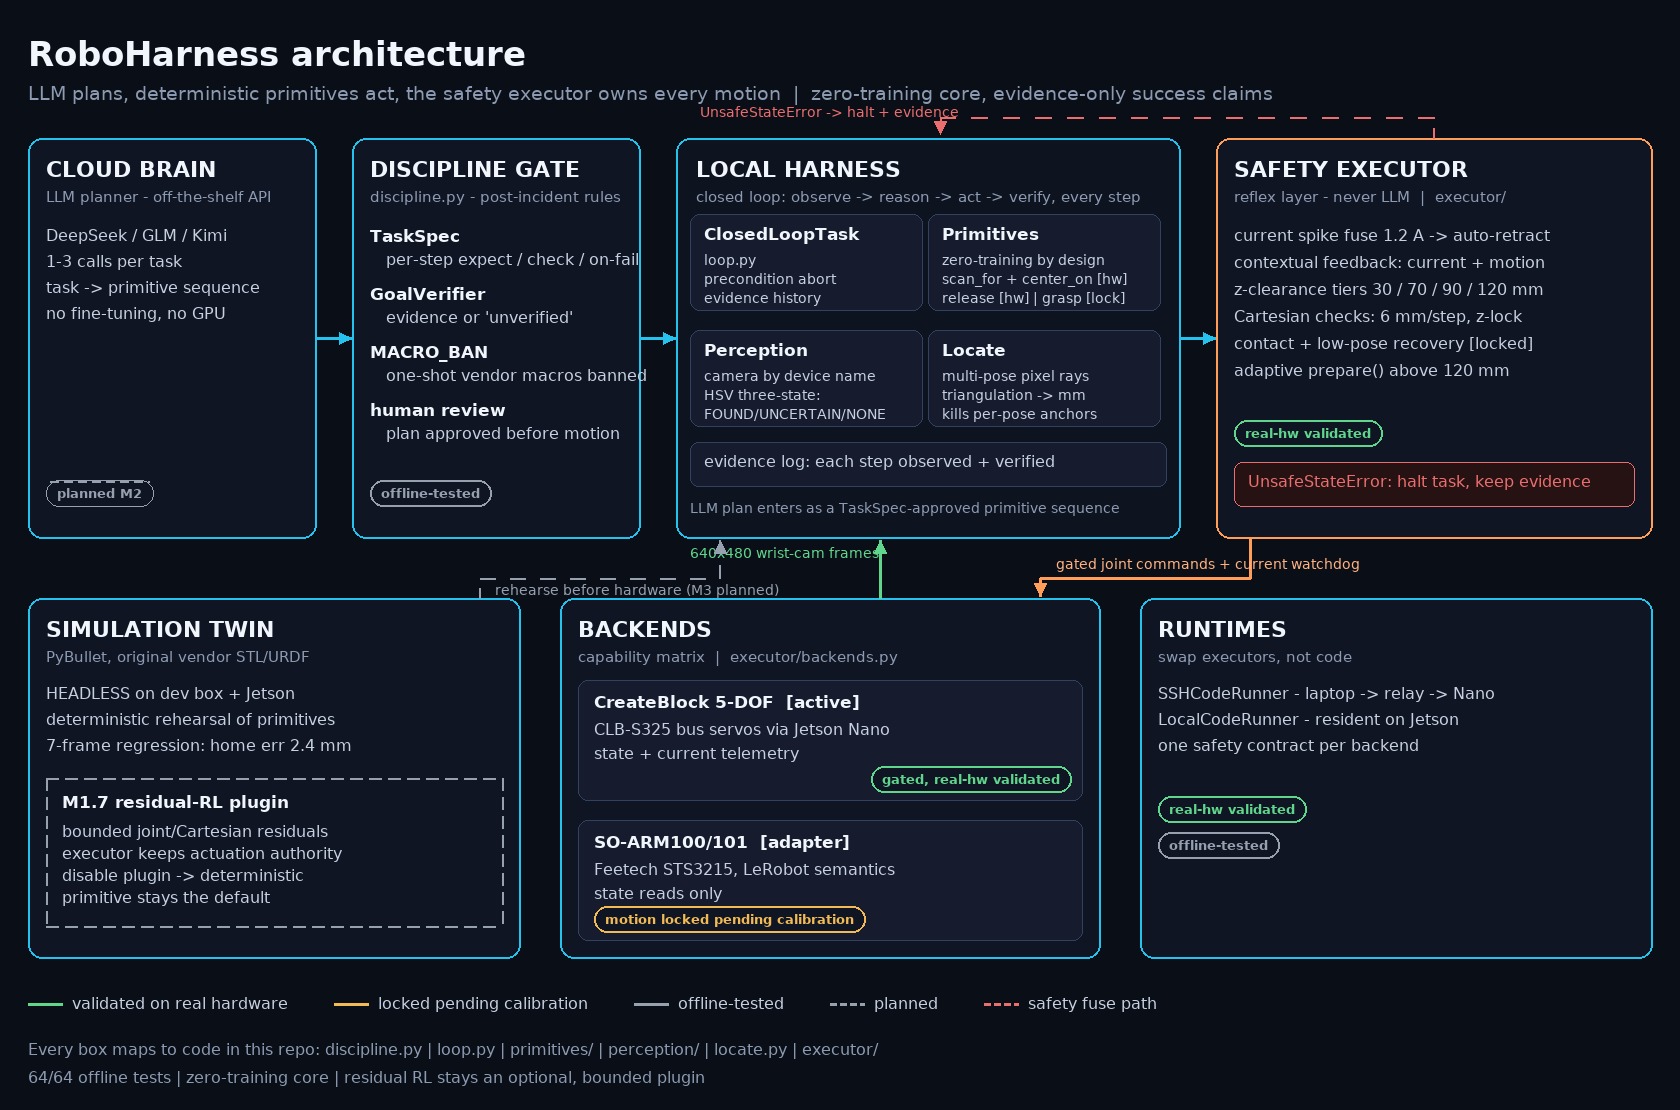 RoboHarness architecture
LLM plans, deterministic primitives act, the safety executor owns every motion | zero-training core, evidence-only success claims
UnsafeStateError -> halt + evidence
CLOUD BRAIN
LLM planner - off-the-shelf API
DeepSeek / GLM / Kimi
1-3 calls per task
task -> primitive sequence
no fine-tuning, no GPU
planned M2
DISCIPLINE GATE
discipline.py - post-incident rules
TaskSpec
per-step expect / check / on-fail
GoalVerifier
evidence or 'unverified'
MACRO_BAN
one-shot vendor macros banned
human review
plan approved before motion
offline-tested
LOCAL HARNESS
closed loop: observe -> reason -> act -> verify, every step
ClosedLoopTask
loop.py
precondition abort
evidence history
Primitives
zero-training by design
scan_for + center_on [hw]
release [hw] | grasp [lock]
Perception
camera by device name
HSV three-state:
FOUND/UNCERTAIN/NONE
Locate
multi-pose pixel rays
triangulation -> mm
kills per-pose anchors
evidence log: each step observed + verified
LLM plan enters as a TaskSpec-approved primitive sequence
SAFETY EXECUTOR
reflex layer - never LLM | executor/
current spike fuse 1.2 A -> auto-retract
contextual feedback: current + motion
z-clearance tiers 30 / 70 / 90 / 120 mm
Cartesian checks: 6 mm/step, z-lock
contact + low-pose recovery [locked]
adaptive prepare() above 120 mm
real-hw validated
UnsafeStateError: halt task, keep evidence
640x480 wrist-cam frames
gated joint commands + current watchdog
rehearse before hardware (M3 planned)
SIMULATION TWIN
PyBullet, original vendor STL/URDF
HEADLESS on dev box + Jetson
deterministic rehearsal of primitives
7-frame regression: home err 2.4 mm
M1.7 residual-RL plugin
bounded joint/Cartesian residuals
executor keeps actuation authority
disable plugin -> deterministic
primitive stays the default
BACKENDS
capability matrix | executor/backends.py
CreateBlock 5-DOF [active]
CLB-S325 bus servos via Jetson Nano
state + current telemetry
gated, real-hw validated
SO-ARM100/101 [adapter]
Feetech STS3215, LeRobot semantics
state reads only
motion locked pending calibration
RUNTIMES
swap executors, not code
SSHCodeRunner - laptop -> relay -> Nano
LocalCodeRunner - resident on Jetson
one safety contract per backend
real-hw validated
offline-tested
validated on real hardware
locked pending calibration
offline-tested
planned
safety fuse path
Every box maps to code in this repo: discipline.py | loop.py | primitives/ | perception/ | locate.py | executor/
64/64 offline tests | zero-training core | residual RL stays an optional, bounded plugin